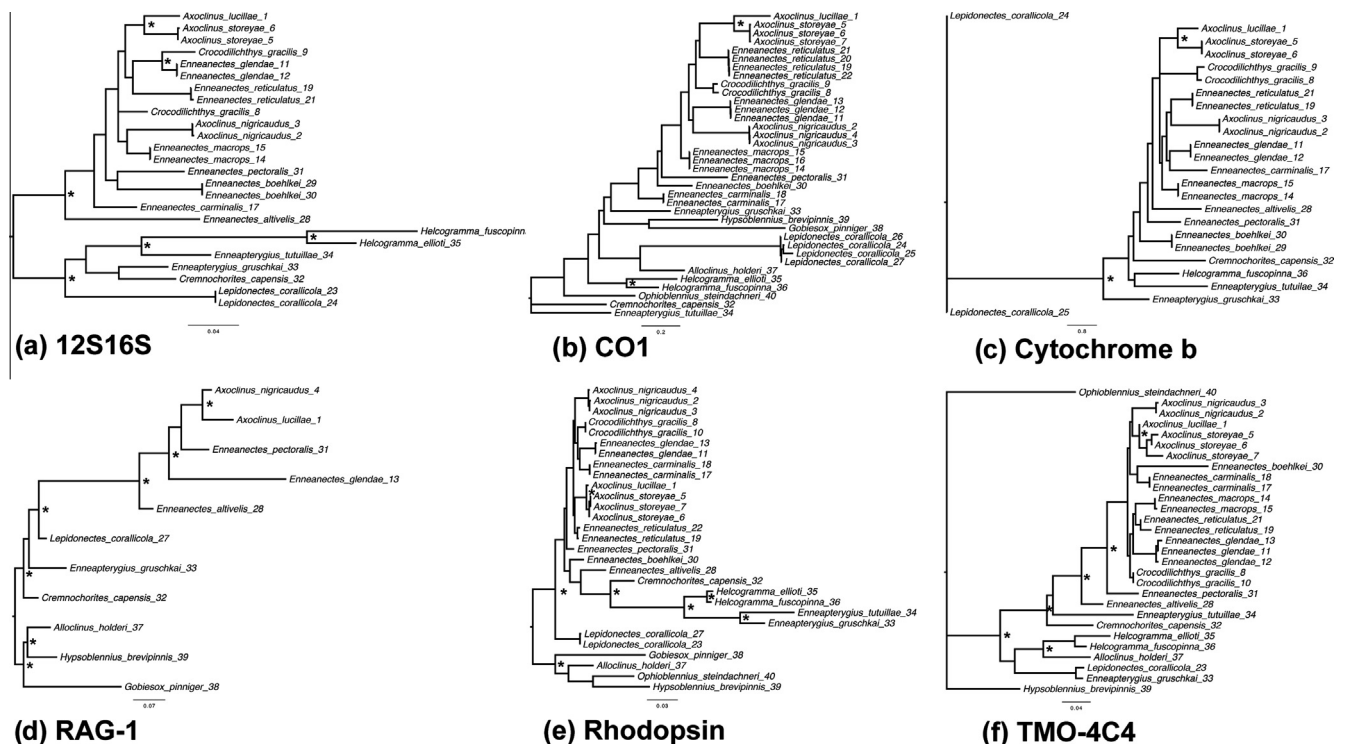 Axoclinus_lucillae_1
Axoclinus_storeyae_6
Axoclinus_storeyae_5
Crocodilichthys_gracilis_9
Enneanectes_glendae_11
Enneanectes_glendae_12
Enneanectes_reticulatus_19
Enneanectes_reticulatus_21
Crocodilichthys_gracilis_8
Axoclinus_nigricaudus_3
Axoclinus_nigricaudus_2
Enneanectes_macrops_15
Enneanectes_macrops_14
Enneanectes_pectoralis_31
Enneanectes_boehlkei_29
Enneanectes_boehlkei_30
Enneanectes_carminalis_17
Enneanectes_altivelis_28
Helcogramma_fuscopinn
Helcogramma_ellioti_35
Enneapterygius_tutuillae_34
Enneapterygius_gruschkai_33
Cremnochorites_capensis_32
Lepidonectes_corallicola_23
Lepidonectes_corallicola_24
0.04
(a) 12S16S
Axoclinus_lucillae_1
Axoclinus_storeyae_5
Axoclinus_storeyae_6
Axoclinus_storeyae_7
Enneanectes_reticulatus_21
Enneanectes_reticulatus_20
Enneanectes_reticulatus_19
Enneanectes_reticulatus_22
Crocodilichthys_gracilis_9
Crocodilichthys_gracilis_8
Enneanectes_glendae_13
Enneanectes_glendae_12
Enneanectes_glendae_11
Axoclinus_nigricaudus_2
Axoclinus_nigricaudus_4
Axoclinus_nigricaudus_3
Enneanectes_macrops_15
Enneanectes_macrops_16
Enneanectes_macrops_14
Enneanectes_pectoralis_31
Enneanectes_boehlkei_30
Enneanectes_carminalis_18
Enneanectes_carminalis_17
Enneapterygius_gruschkai_33
Hypsoblennius_brevipinnis_39
Gobiesox_pinniger_38
Lepidonectes_corallicola_26
Lepidonectes_corallicola_24
Lepidonectes_corallicola_25
Lepidonectes_corallicola_27
Alloclinus_holderi_37
Helcogramma_ellioti_35
Helcogramma_fuscopinna_36
Ophioblennius_steindachneri_40
Cremnochorites_capensis_32
Enneapterygius_tutuillae_34
0.2
(b) CO1
Lepidonectes_corallicola_24
Axoclinus_lucillae_1
Axoclinus_storeyae_5
Axoclinus_storeyae_6
Crocodilichthys_gracilis_9
Crocodilichthys_gracilis_8
Enneanectes_reticulatus_21
Enneanectes_reticulatus_19
Axoclinus_nigricaudus_3
Axoclinus_nigricaudus_2
Enneanectes_glendae_11
Enneanectes_glendae_12
Enneanectes_carminalis_17
Enneanectes_macrops_15
Enneanectes_macrops_14
Enneanectes_altivelis_28
Enneanectes_pectoralis_31
Enneanectes_boehlkei_30
Enneanectes_boehlkei_29
Cremnochorites_capensis_32
Helcogramma_fuscopinna_36
Enneapterygius_tutuilae_34
Enneapterygius_gruschkai_33
Lepidonectes_corallicola_25
0.8
(c) Cytochrome b
Axoclinus_nigricaudus_4
Axoclinus_lucillae_1
Enneanectes_pectoralis_31
Enneanectes_glendae_13
Enneanectes_altivelis_28
Lepidonectes_corallicola_27
Enneapterygius_gruschkai_33
Cremnochorites_capensis_32
Alloclinus_holderi_37
Hypsoblennius_brevipinnis_39
Gobiesox_pinniger_38
0.07
(d) RAG-1
Axoclinus_nigricaudus_4
Axoclinus_nigricaudus_2
Axoclinus_nigricaudus_3
Crocodilichthys_gracilis_8
Crocodilichthys_gracilis_10
Enneanectes_glendae_13
Enneanectes_glendae_11
Enneanectes_carminalis_18
Enneanectes_carminalis_17
Axoclinus_lucillae_1
Axoclinus_storeyae_5
Axoclinus_storeyae_7
Axoclinus_storeyae_6
Enneanectes_reticulatus_22
Enneanectes_reticulatus_19
Enneanectes_pectoralis_31
Enneanectes_boehlkei_30
Enneanectes_altivelis_28
Cremnochorites_capensis_32
Helcogramma_ellioti_35
Helcogramma_fuscopinna_36
Enneapterygius_tutuillae_34
Enneapterygius_gruschkai_33
Lepidonectes_corallicola_27
Lepidonectes_corallicola_23
Gobiesox_pinniger_38
Alloclinus_holderi_37
Ophioblennius_steindachneri_40
Hypsoblennius_brevipinnis_39
0.03
(e) Rhodopsin
Ophioblennius_steindachneri_40
Axoclinus_nigricaudus_3
Axoclinus_nigricaudus_2
Axoclinus_lucillae_1
Axoclinus_storeyae_5
Axoclinus_storeyae_6
Axoclinus_storeyae_7
Enneanectes_boehlkei_30
Enneanectes_carminalis_18
Enneanectes_carminalis_17
Enneanectes_macrops_14
Enneanectes_macrops_15
Enneanectes_reticulatus_21
Enneanectes_reticulatus_19
Enneanectes_glendae_13
Enneanectes_glendae_11
Enneanectes_glendae_12
Crocodilichthys_gracilis_8
Crocodilichthys_gracilis_10
Enneanectes_pectoralis_31
Enneanectes_altivelis_28
Enneapterygius_tutuillae_34
Cremnochorites_capensis_32
Helcogramma_ellioti_35
Helcogramma_fuscopinna_36
Alloclinus_holderi_37
Lepidonectes_corallicola_23
Enneapterygius_gruschkai_33
Hypsoblennius_brevipinnis_39
0.04
(f) TMO-4C4